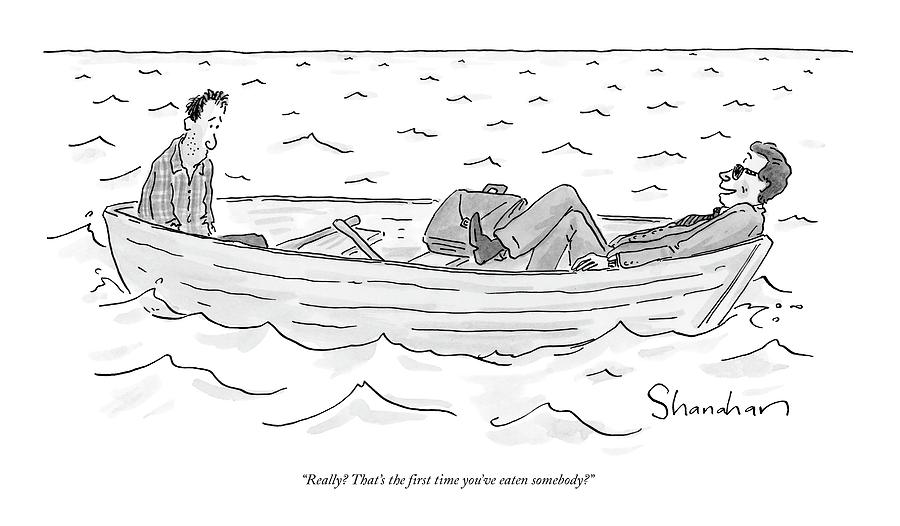 Shanahan
“Really? That’s the first time you’ve eaten somebody?”